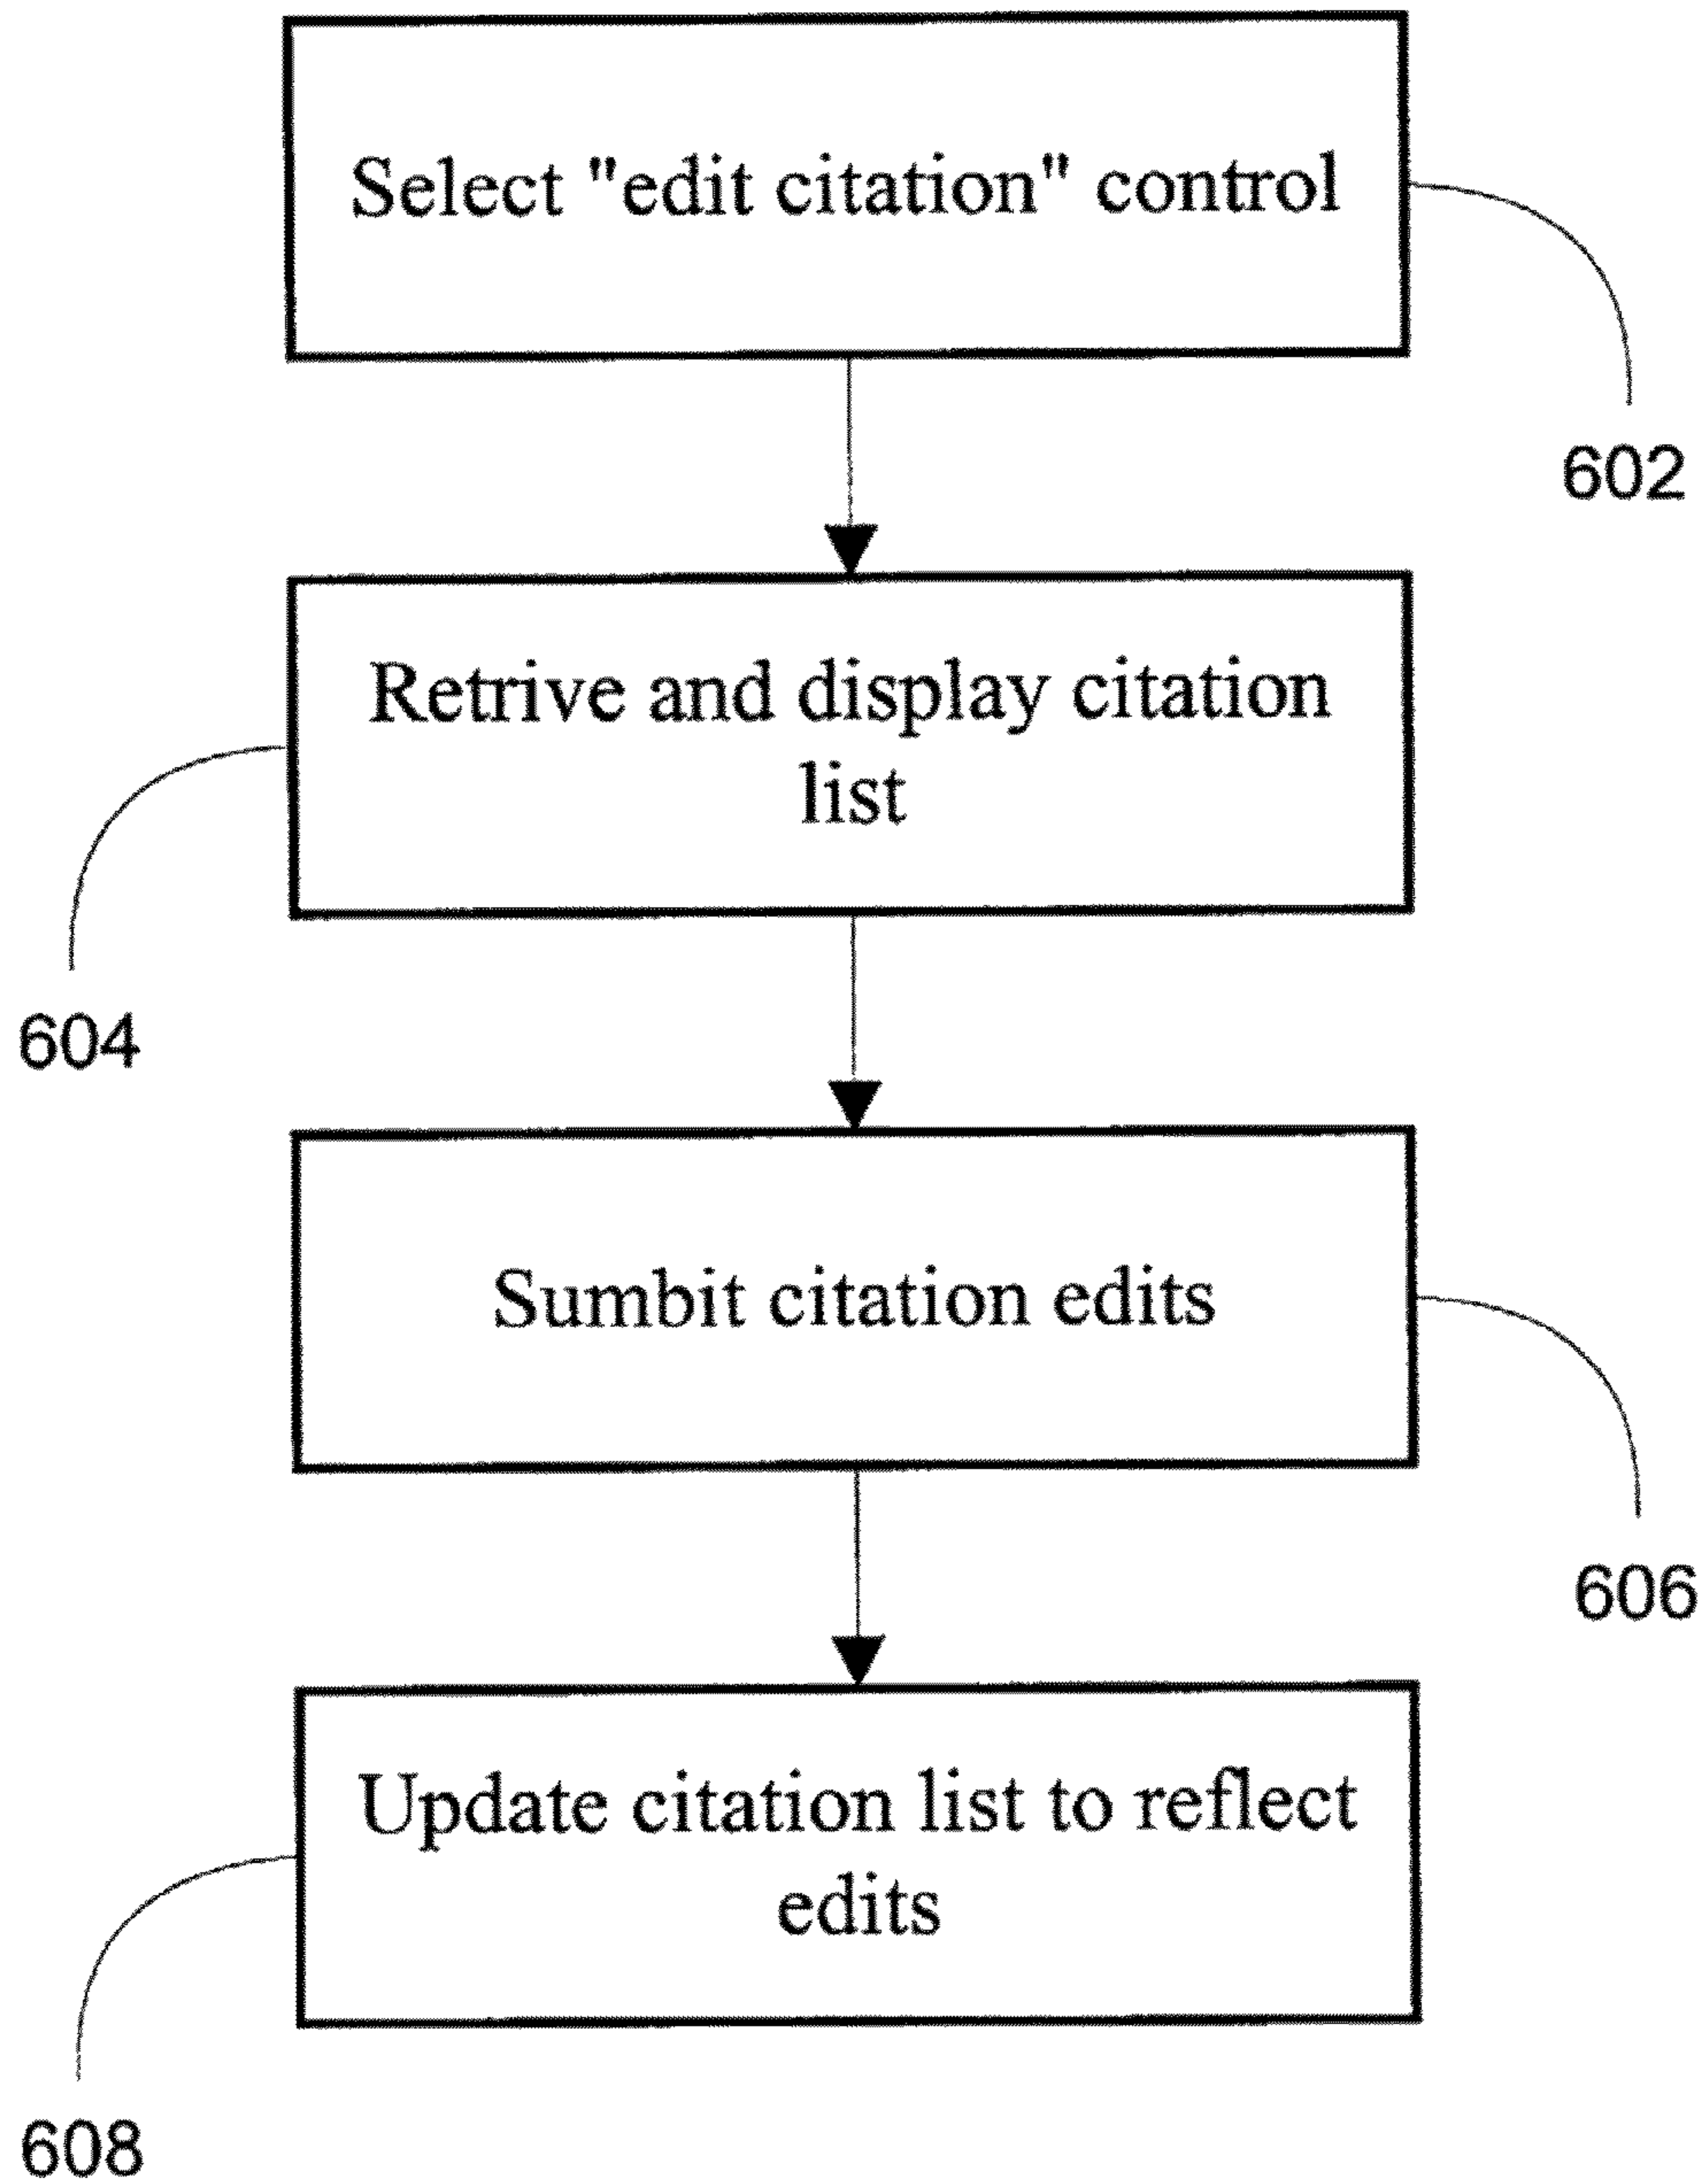 Select "edit citation" control
602
Retrive and display citation
list
604
Sumbit citation edits
606
Update citation list to reflect
edits
608